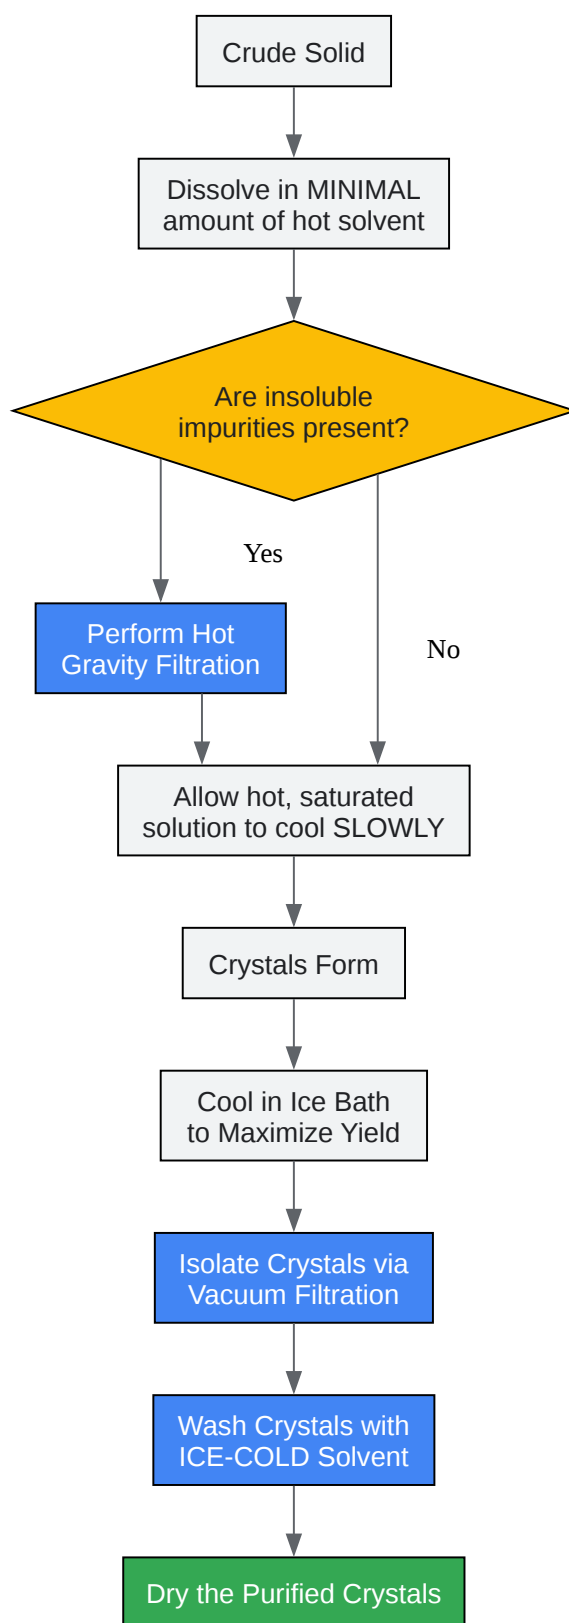 Crude Solid
Dissolve in MINIMAL
amount of hot solvent
Are insoluble
impurities present?
Yes
Perform Hot
Gravity Filtration
No
Allow hot, saturated
solution to cool SLOWLY
Crystals Form
Cool in Ice Bath
to Maximize Yield
Isolate Crystals via
Vacuum Filtration
Wash Crystals with
ICE-COLD Solvent
Dry the Purified Crystals